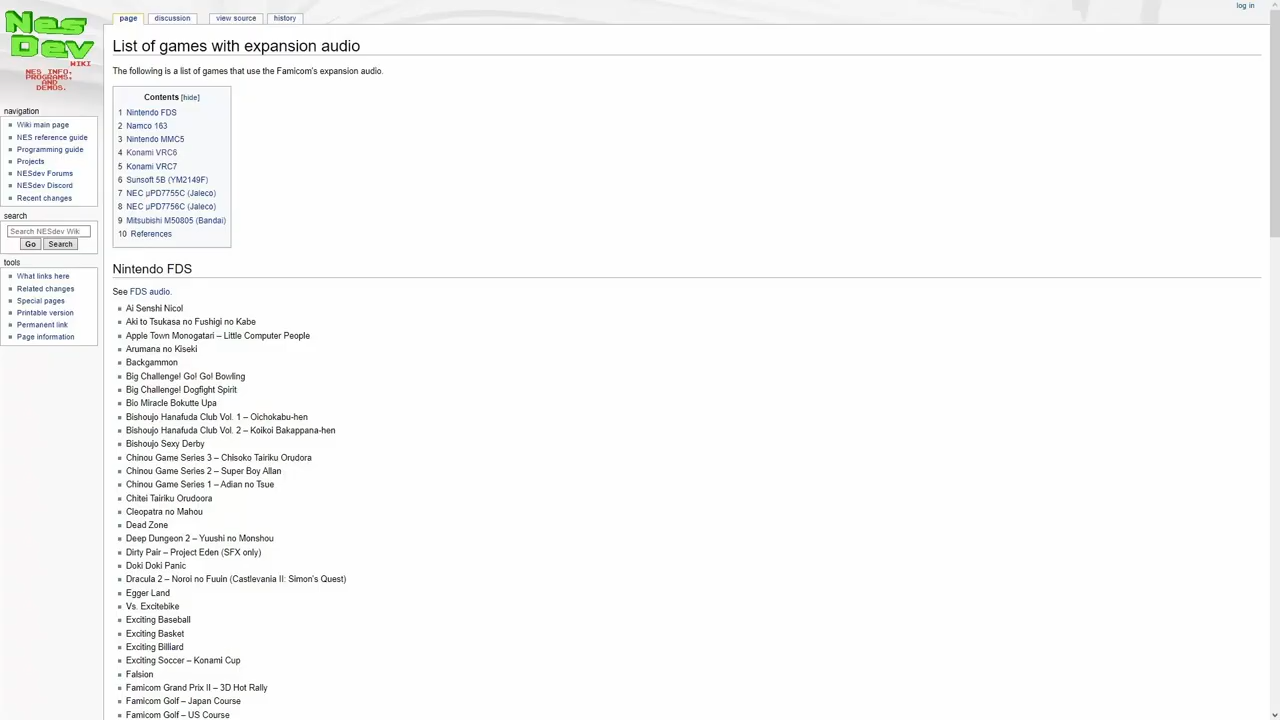 page
discussion
view source
history
log in
Nes
Dev
WIKI
NES INFO,
PROGRAMS,
AND
DEMOS.
navigation
Wiki main page
NES reference guide
Programming guide
Projects
NESdev Forums
NESdev Discord
Recent changes
search
Search NESdev Wik
Go Search
tools
What links here
Related changes
Special pages
Printable version
Permanent link
Page information
List of games with expansion audio
The following is a list of games that use the Famicom's expansion audio.
Contents [hide]
1 Nintendo FDS
2 Namco 163
3 Nintendo MMC5
4 Konami VRC6
5 Konami VRC7
6 Sunsoft 5B (YM2149F)
7 NEC μPD7755C (Jaleco)
8 NEC μPD7756C (Jaleco)
9 Mitsubishi M50805 (Bandai)
10 References
Nintendo FDS
See FDS audio.
Ai Senshi Nicol
Aki to Tsukasa no Fushigi no Kabe
Apple Town Monogatari – Little Computer People
Arumana no Kiseki
Backgammon
Big Challenge! Go! Go! Bowling
Big Challenge! Dogfight Spirit
Bio Miracle Bokutte Upa
Bishoujo Hanafuda Club Vol. 1 – Oichokabu-hen
Bishoujo Hanafuda Club Vol. 2 – Koikoi Bakappana-hen
Bishoujo Sexy Derby
Chinou Game Series 3 – Chisoko Tairiku Orudora
Chinou Game Series 2 – Super Boy Allan
Chinou Game Series 1 – Adian no Tsue
Chitei Tairiku Orudoora
Cleopatra no Mahou
Dead Zone
Deep Dungeon 2 – Yuushi no Monshou
Dirty Pair – Project Eden (SFX only)
Doki Doki Panic
Dracula 2 – Noroi no Fuuin (Castlevania II: Simon's Quest)
Egger Land
Vs. Excitebike
Exciting Baseball
Exciting Basket
Exciting Billiard
Exciting Soccer – Konami Cup
Falsion
Famicom Grand Prix II – 3D Hot Rally
Famicom Golf – Japan Course
Famicom Golf – US Course